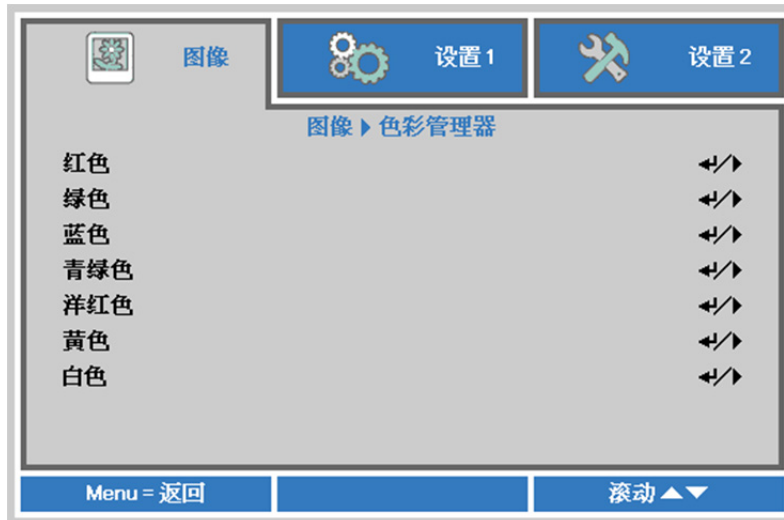 图像
设置 1
设置 2
图像 ▶ 色彩管理器
红色 ↵/▶
绿色 ↵/▶
蓝色 ↵/▶
青绿色 ↵/▶
洋红色 ↵/▶
黄色 ↵/▶
白色 ↵/▶
Menu = 返回
滚动 ▲▼